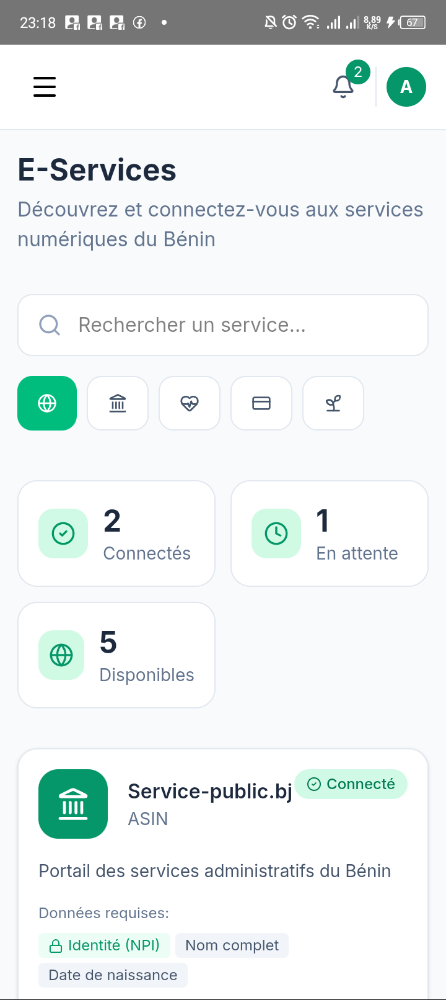 23:18
8,89
K/S
67
2
A
E-Services
Découvrez et connectez-vous aux services
numériques du Bénin
Rechercher un service...
2
Connectés
1
En attente
5
Disponibles
Service-public.bj
Connecté
ASIN
Portail des services administratifs du Bénin
Données requises:
Identité (NPI)
Nom complet
Date de naissance